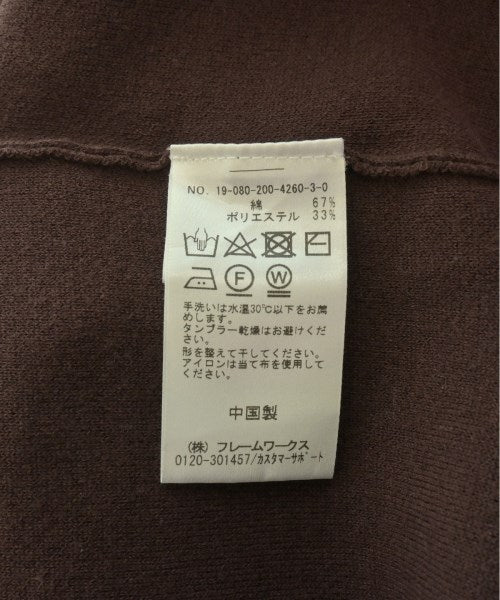 NO. 19-080-200-4260-3-0
綿 67%
ポリエステル 33%
F W
手洗いは水温30℃以下をお薦
めします。
タンブラー乾燥はお避けくださ
い。
形を整えて干してください。
アイロンは当て布を使用して
ください。
中国製
(株) フレームワークス
0120-301457/カスタマーサポート